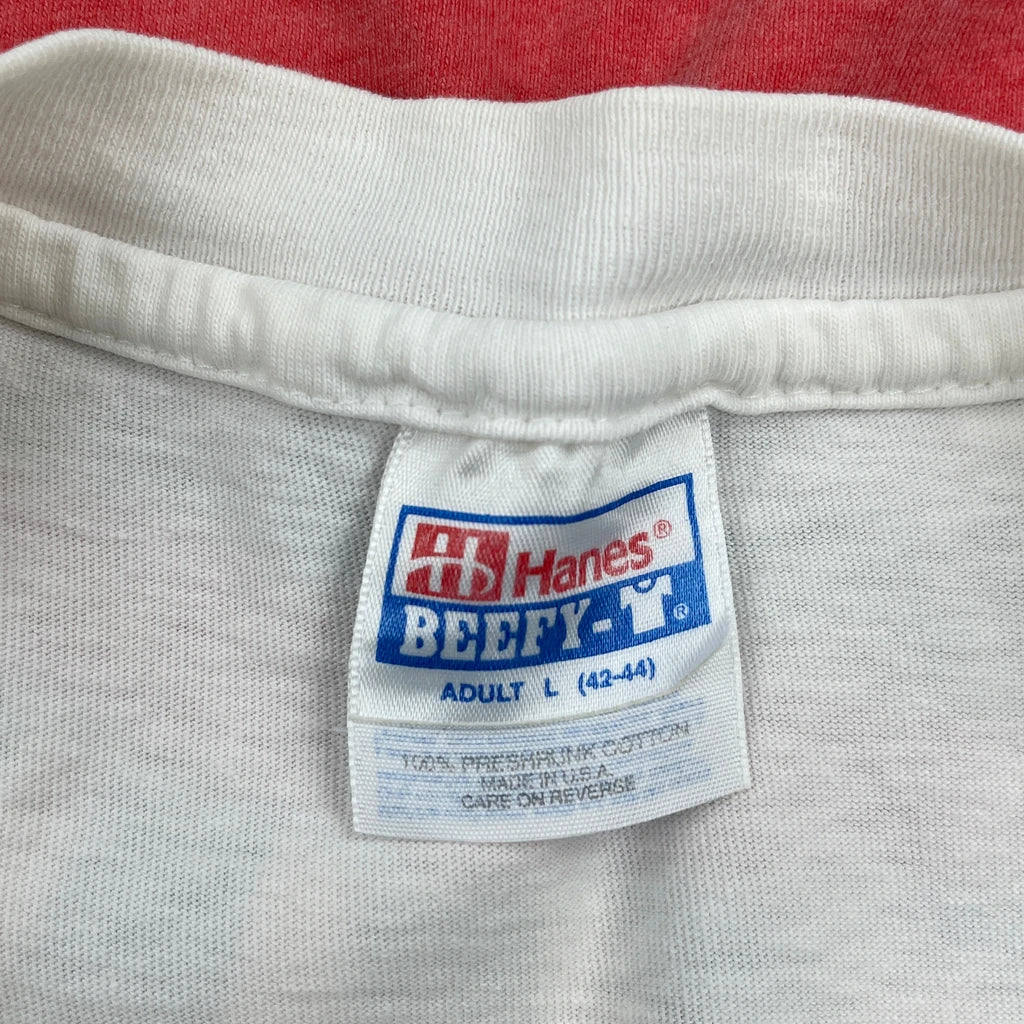 Hanes®
BEEFY-T®
ADULT L (42-44)
100% PRESHRUNK COTTON
MADE IN U.S.A.
CARE ON REVERSE